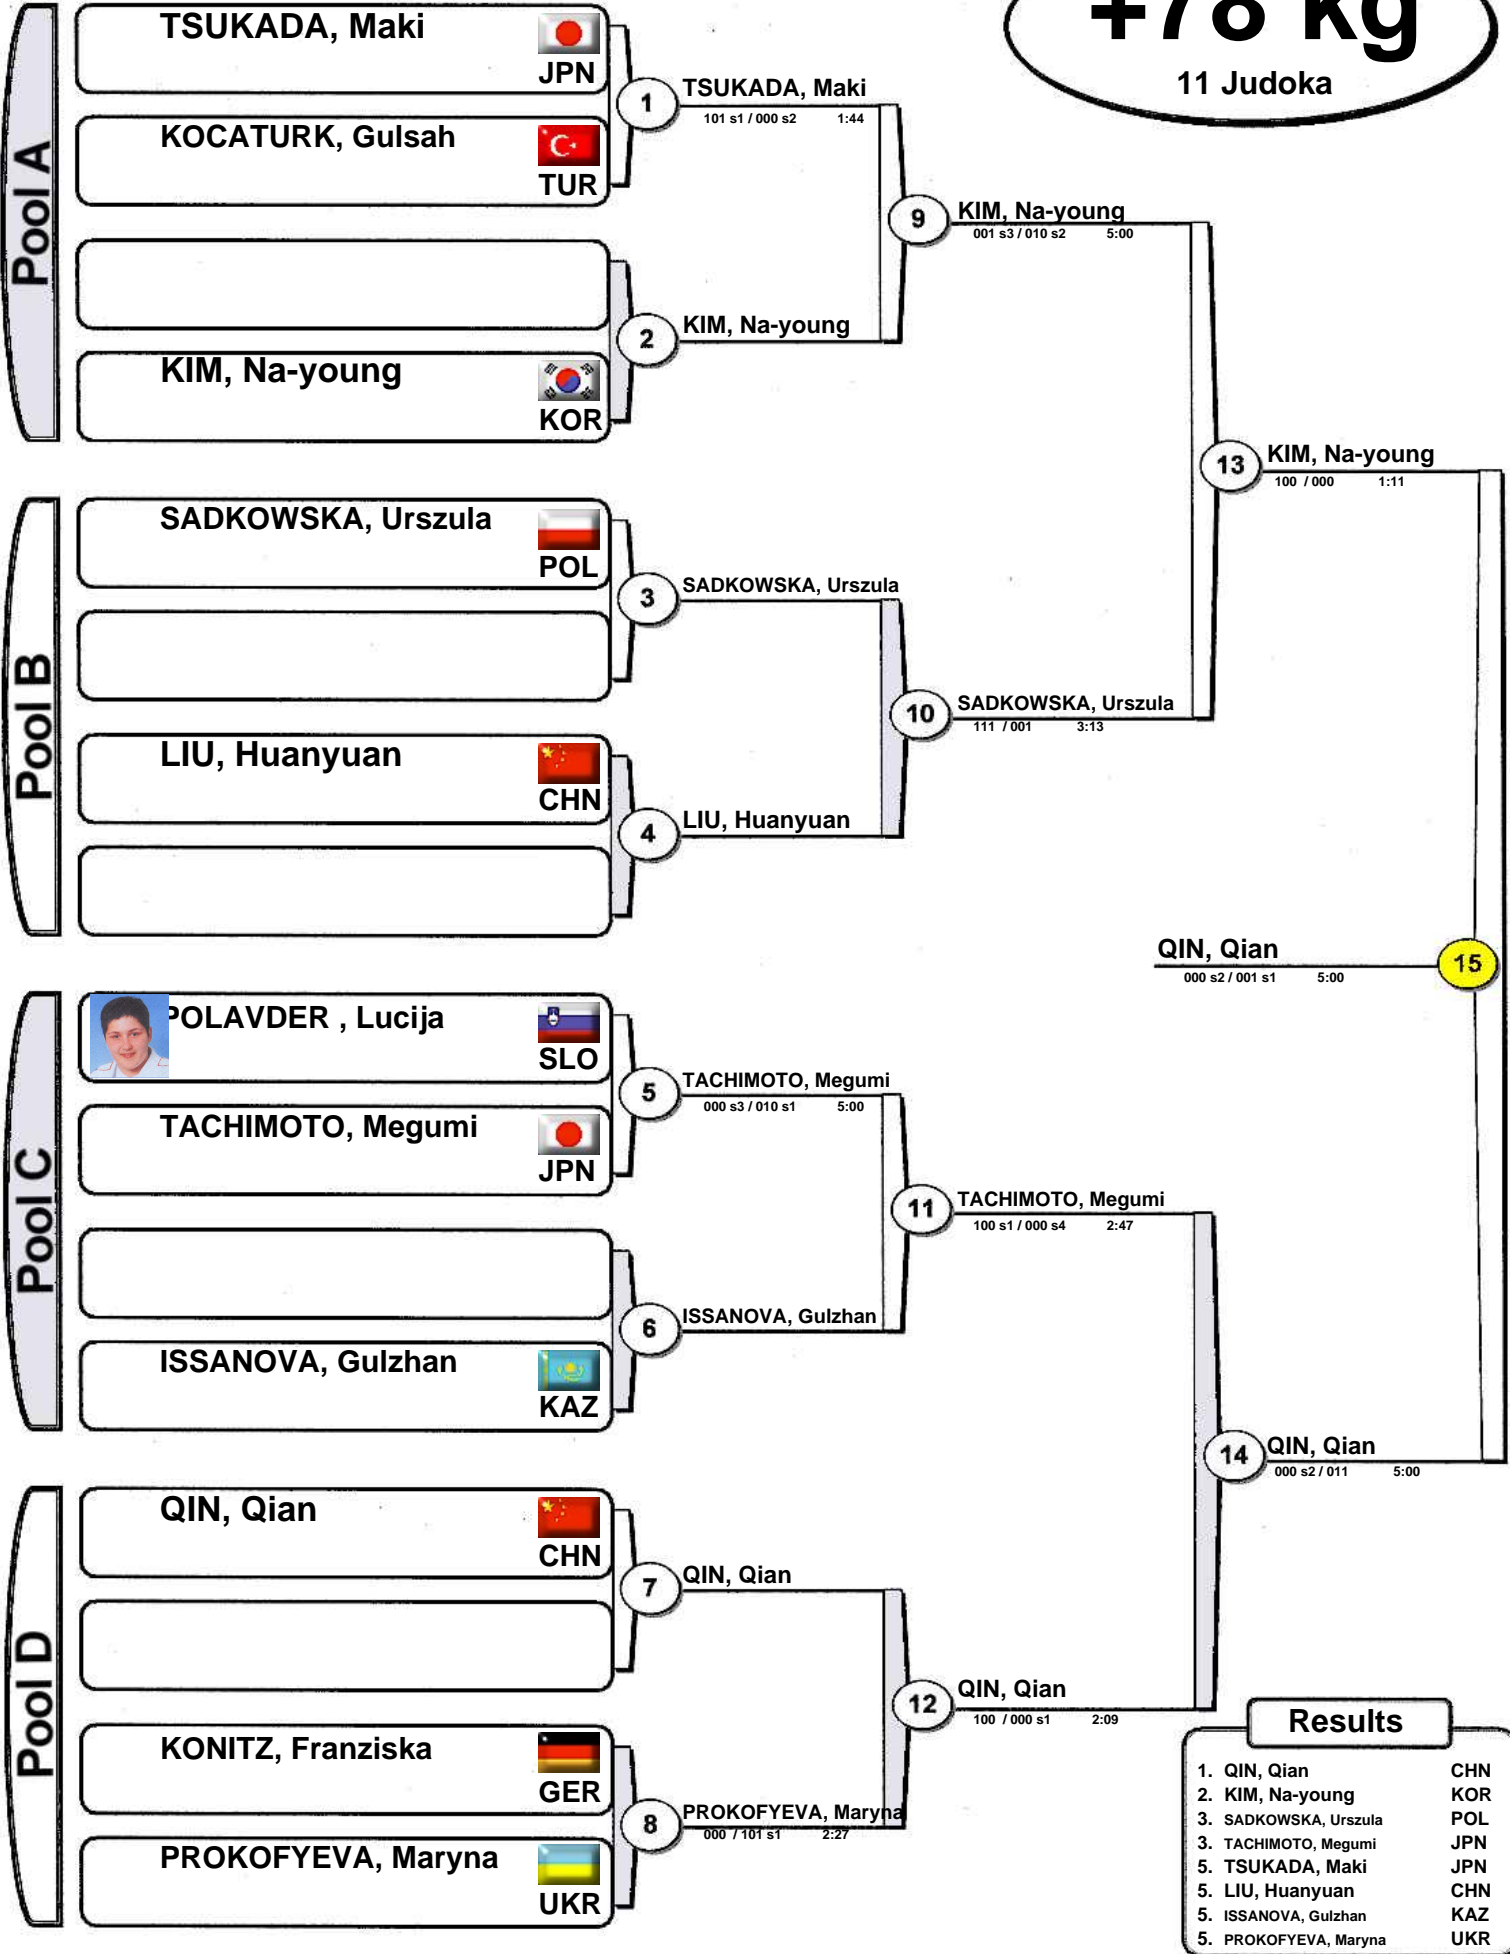 +78 kg
11 Judoka
Pool A
TSUKADA, Maki
JPN
KOCATURK, Gulsah
TUR
KIM, Na-young
KOR
1
TSUKADA, Maki
101 s1 / 000 s2 1:44
2
KIM, Na-young
9
KIM, Na-young
001 s3 / 010 s2 5:00
Pool B
SADKOWSKA, Urszula
POL
LIU, Huanyuan
CHN
3
SADKOWSKA, Urszula
4
LIU, Huanyuan
10
SADKOWSKA, Urszula
111 / 001 3:13
13
KIM, Na-young
100 / 000 1:11
QIN, Qian
000 s2 / 001 s1 5:00
15
Pool C
POLAVDER , Lucija
SLO
TACHIMOTO, Megumi
JPN
ISSANOVA, Gulzhan
KAZ
5
TACHIMOTO, Megumi
000 s3 / 010 s1 5:00
6
ISSANOVA, Gulzhan
11
TACHIMOTO, Megumi
100 s1 / 000 s4 2:47
Pool D
QIN, Qian
CHN
KONITZ, Franziska
GER
PROKOFYEVA, Maryna
UKR
7
QIN, Qian
8
PROKOFYEVA, Maryna
000 / 101 s1 2:27
12
QIN, Qian
100 / 000 s1 2:09
14
QIN, Qian
000 s2 / 011 5:00
Results
1. QIN, Qian CHN
2. KIM, Na-young KOR
3. SADKOWSKA, Urszula POL
3. TACHIMOTO, Megumi JPN
5. TSUKADA, Maki JPN
5. LIU, Huanyuan CHN
5. ISSANOVA, Gulzhan KAZ
5. PROKOFYEVA, Maryna UKR